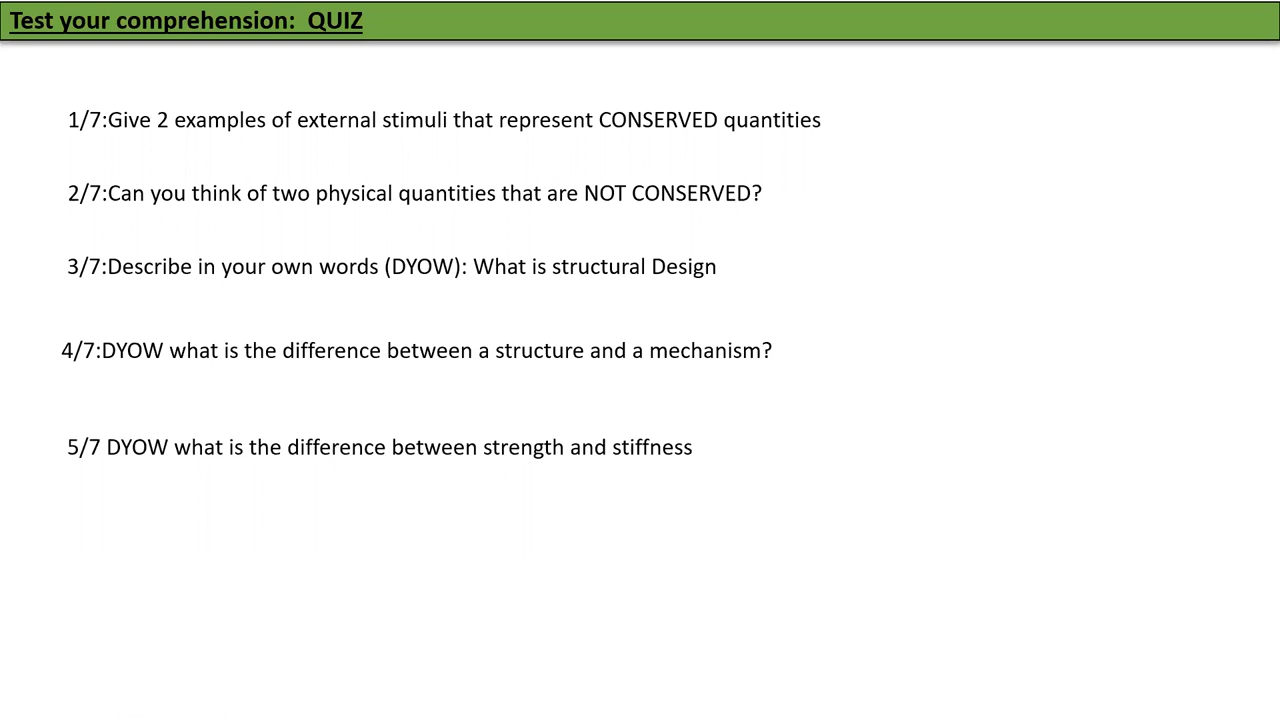 Test your comprehension:  QUIZ
1/7:Give 2 examples of external stimuli that represent CONSERVED quantities
2/7:Can you think of two physical quantities that are NOT CONSERVED?
3/7:Describe in your own words (DYOW): What is structural Design
4/7:DYOW what is the difference between a structure and a mechanism?
5/7 DYOW what is the difference between strength and stiffness